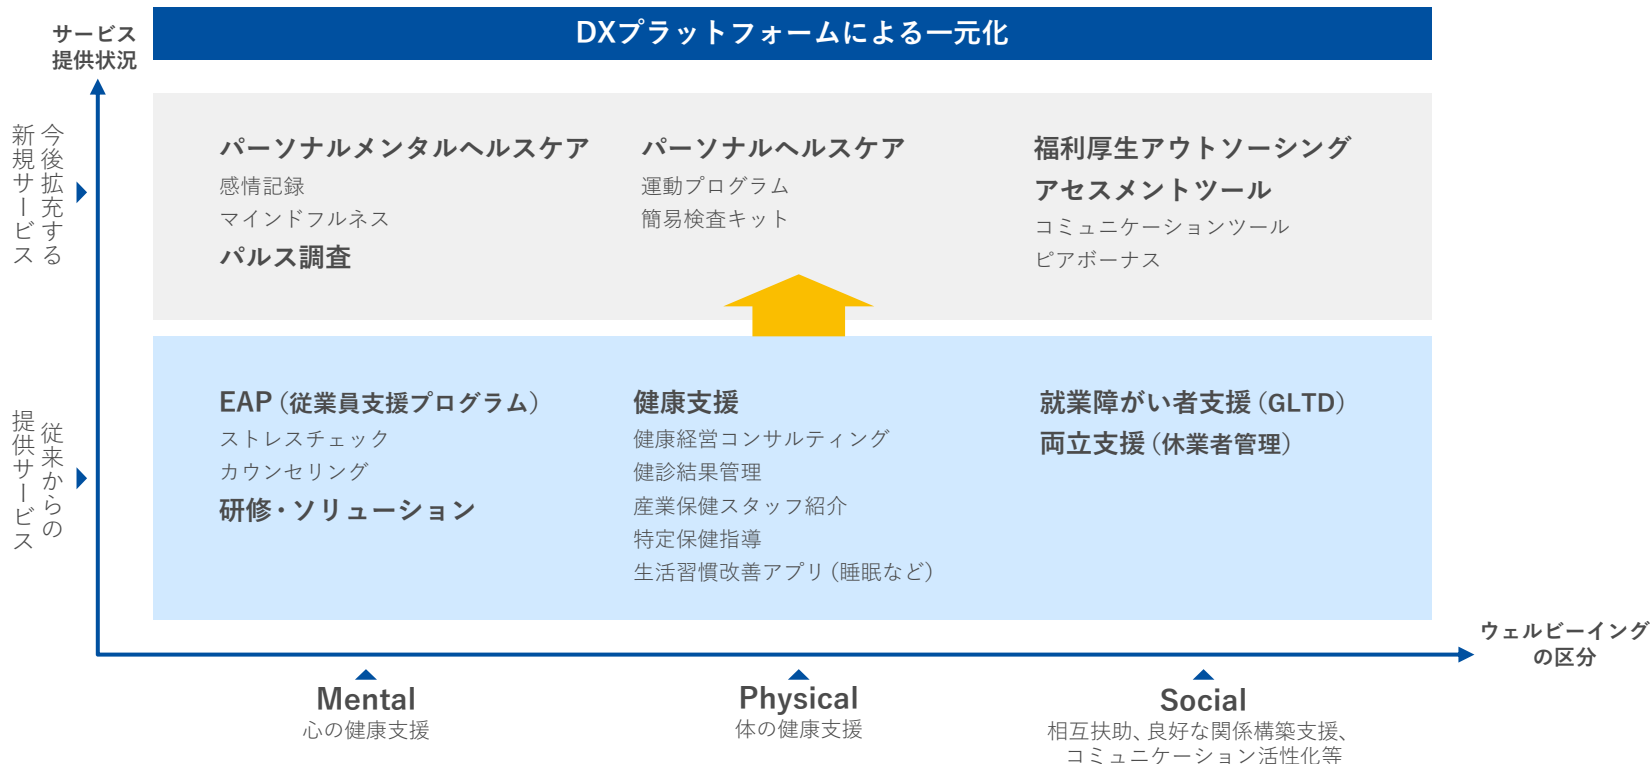 DXプラットフォームによる一元化
サービス
提供状況
今後拡充する
新規サービス
パーソナルメンタルヘルスケア
感情記録
マインドフルネス
パルス調査
パーソナルヘルスケア
運動プログラム
簡易検査キット
福利厚生アウトソーシング
アセスメントツール
コミュニケーションツール
ピアボーナス
従来からの
提供サービス
EAP(従業員支援プログラム)
ストレスチェック
カウンセリング
研修・ソリューション
健康支援
健康経営コンサルティング
健診結果管理
産業保健スタッフ紹介
特定保健指導
生活習慣改善アプリ(睡眠など)
就業障がい者支援(GLTD)
両立支援(休業者管理)
ウェルビーイング
の区分
Mental
心の健康支援
Physical
体の健康支援
Social
相互扶助、良好な関係構築支援、
コミュニケーション活性化等